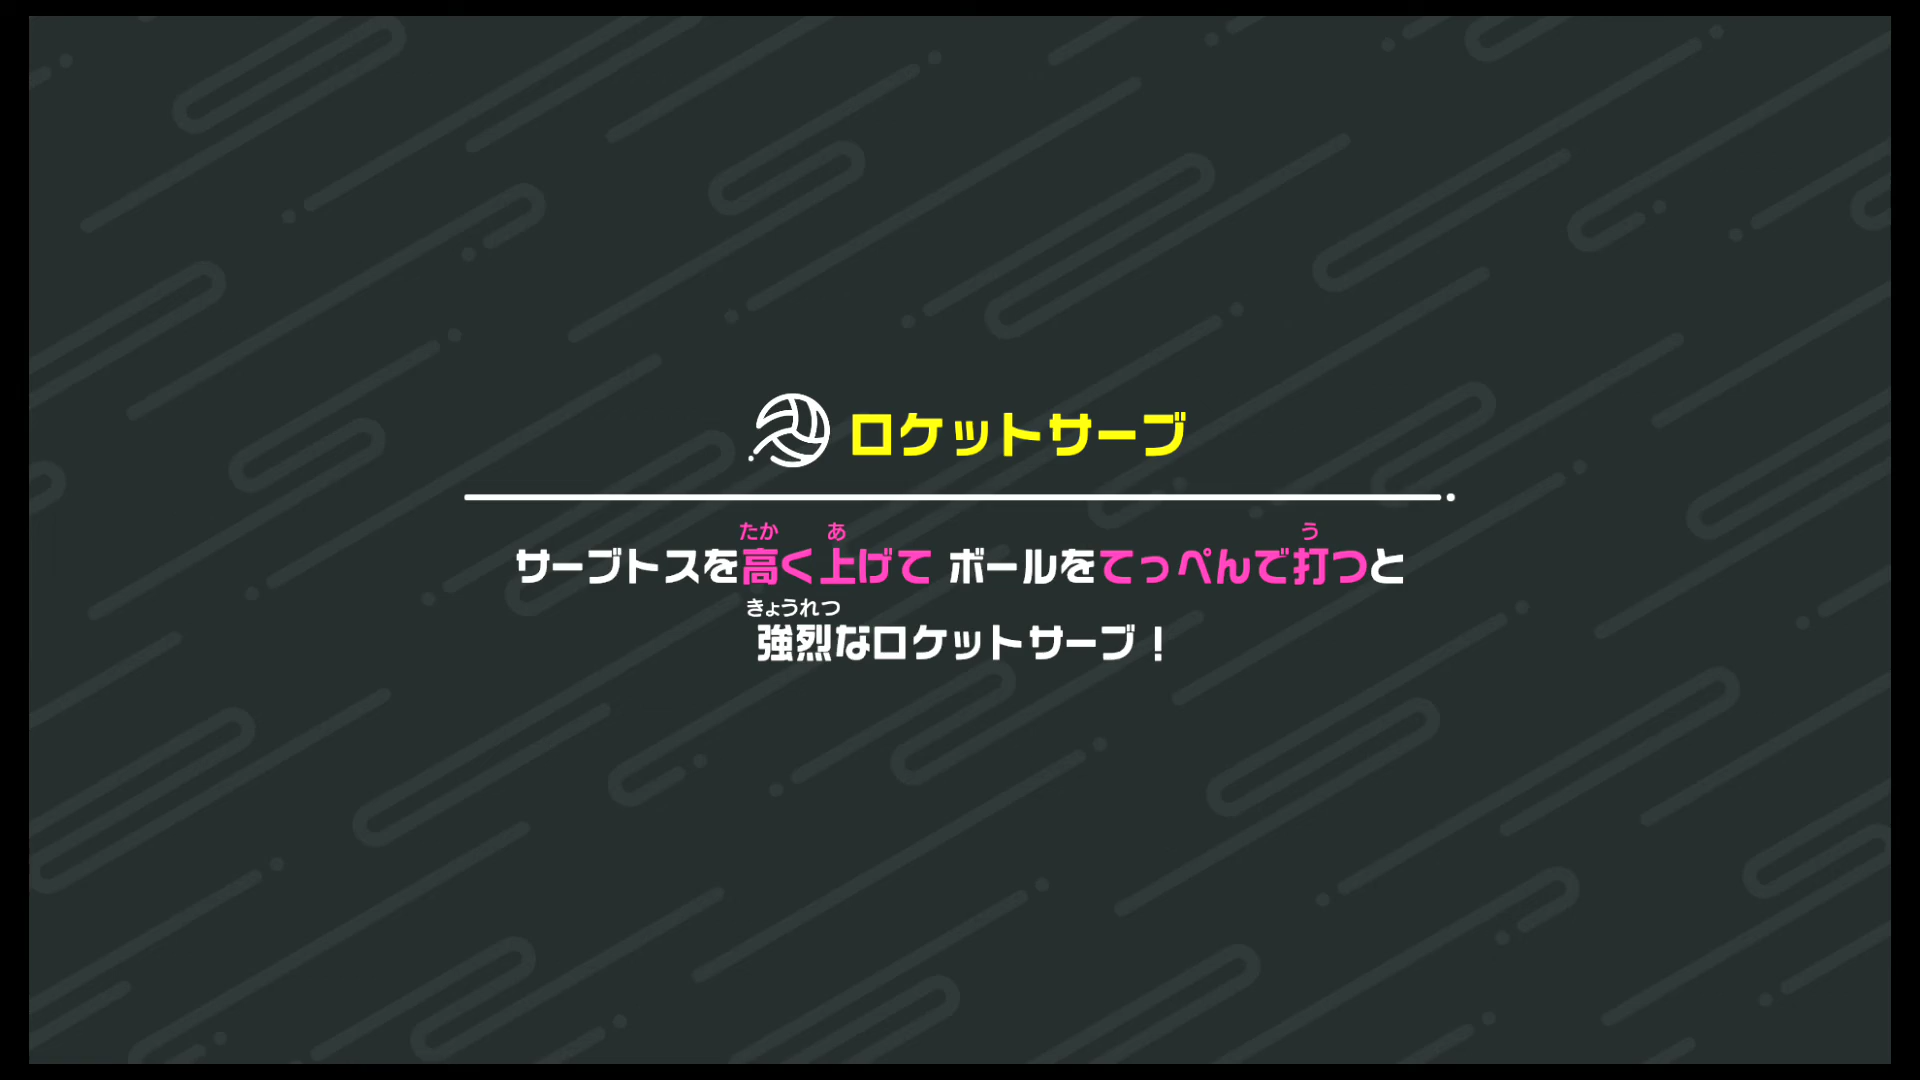 ロケットサーブ
たか あ う
サーブトスを高く上げて ボールをてっぺんで打つと
きょうれつ
強烈なロケットサーブ！